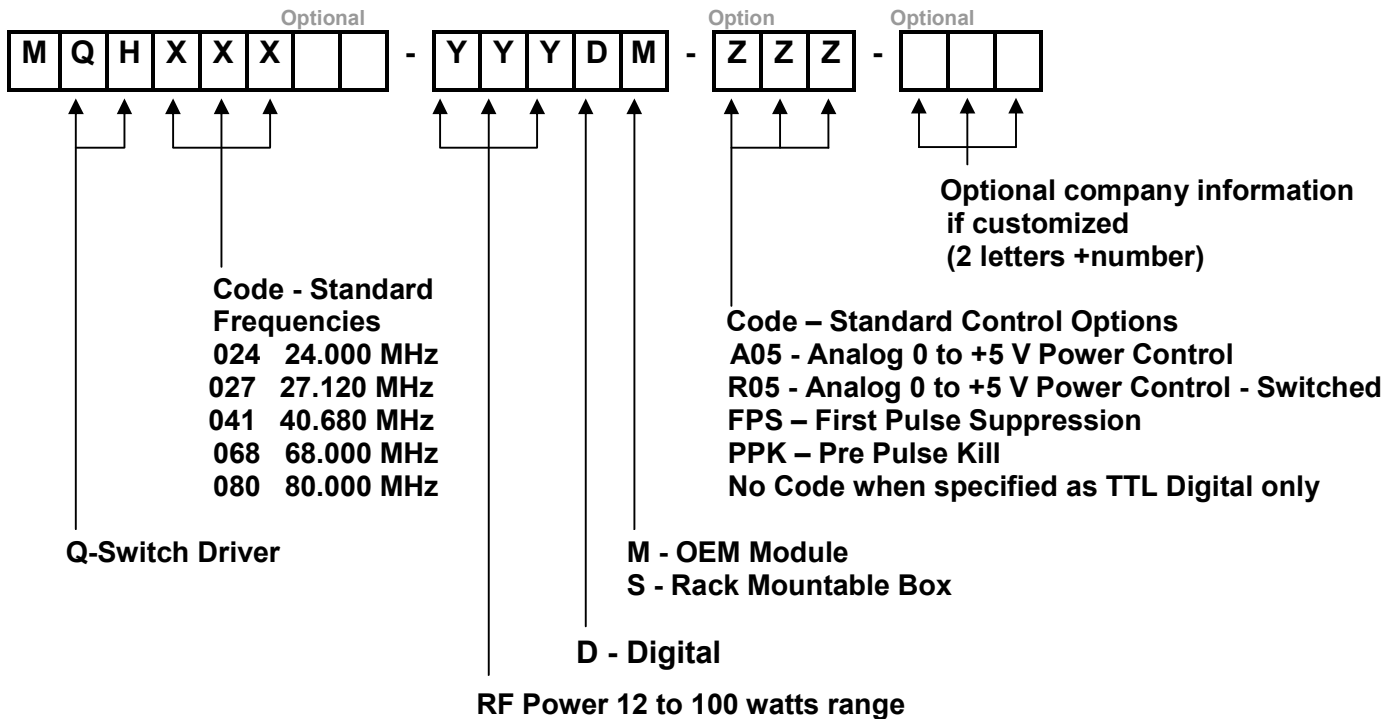 Optional Option Optional
M Q H X X X - Y Y Y D M - Z Z Z -
Optional company information
if customized
(2 letters +number)
Code - Standard
Frequencies
024 24.000 MHz
027 27.120 MHz
041 40.680 MHz
068 68.000 MHz
080 80.000 MHz
Code – Standard Control Options
A05 - Analog 0 to +5 V Power Control
R05 - Analog 0 to +5 V Power Control - Switched
FPS – First Pulse Suppression
PPK – Pre Pulse Kill
No Code when specified as TTL Digital only
Q-Switch Driver
M - OEM Module
S - Rack Mountable Box
D - Digital
RF Power 12 to 100 watts range